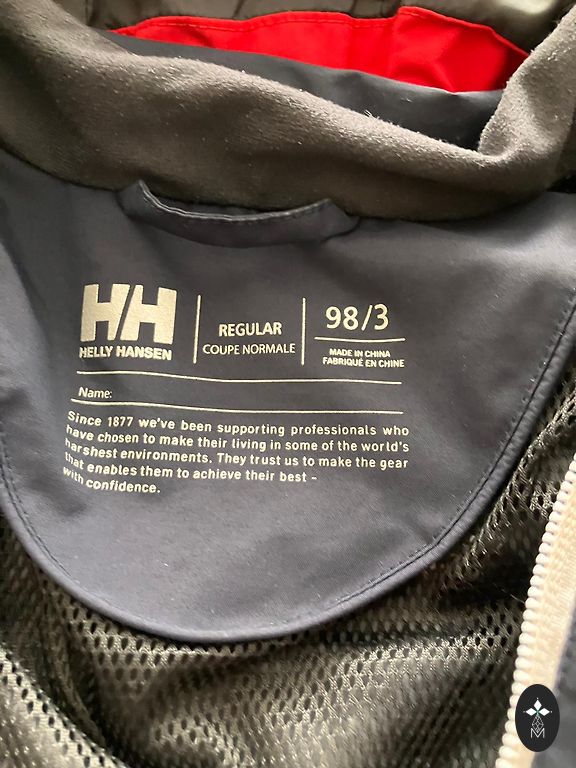 HH
HELLY HANSEN
REGULAR
COUPE NORMALE
98/3
MADE IN CHINA
FABRIQUÉ EN CHINE
Name:
Since 1877 we've been supporting professionals who
have chosen to make their living in some of the world's
harshest environments. They trust us to make the gear
that enables them to achieve their best -
with confidence.
M